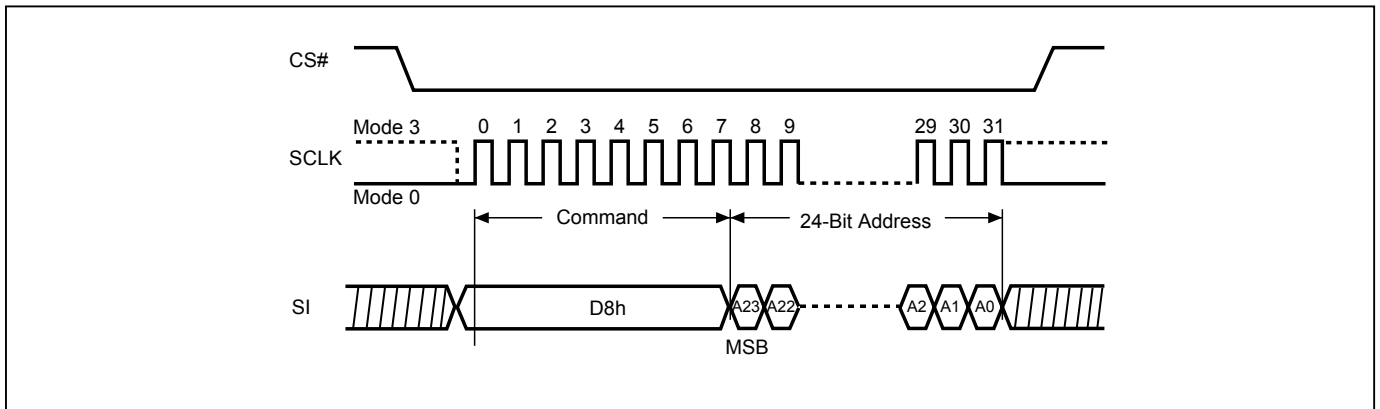 CS#
Mode 3
0 1 2 3 4 5 6 7 8 9 29 30 31
SCLK
Mode 0
Command 24-Bit Address
SI D8h A23 A22 A2 A1 A0
MSB